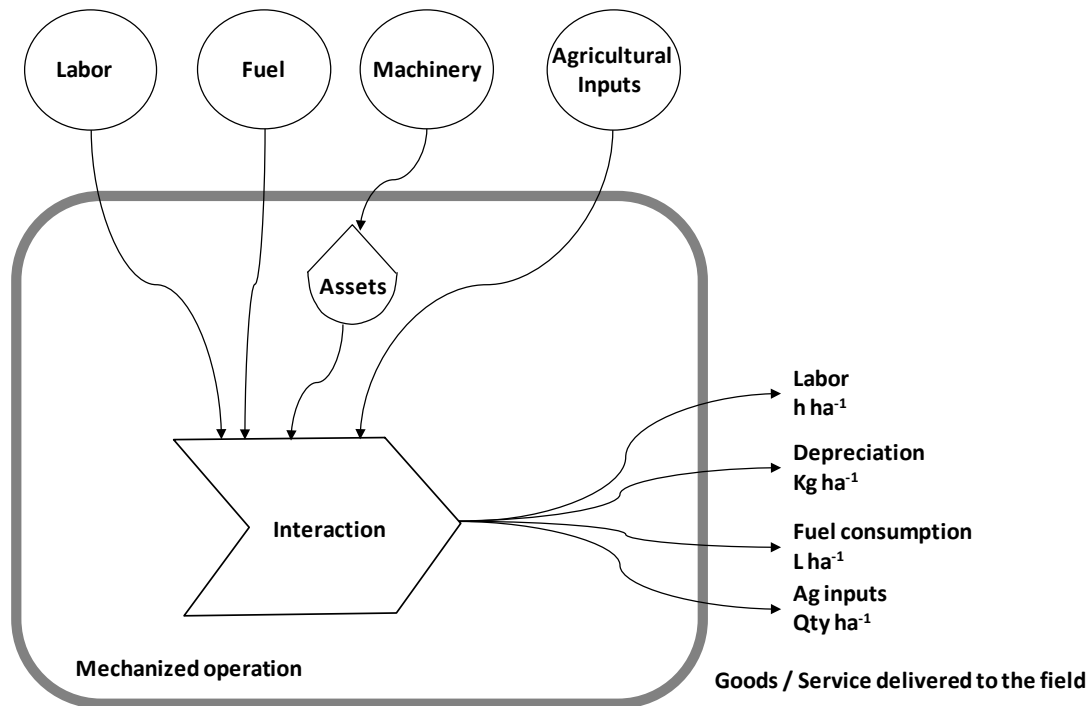 Labor
Fuel
Machinery
Agricultural
Inputs
Assets
Interaction
Labor
h ha⁻¹
Depreciation
Kg ha⁻¹
Fuel consumption
L ha⁻¹
Ag inputs
Qty ha⁻¹
Mechanized operation
Goods / Service delivered to the field